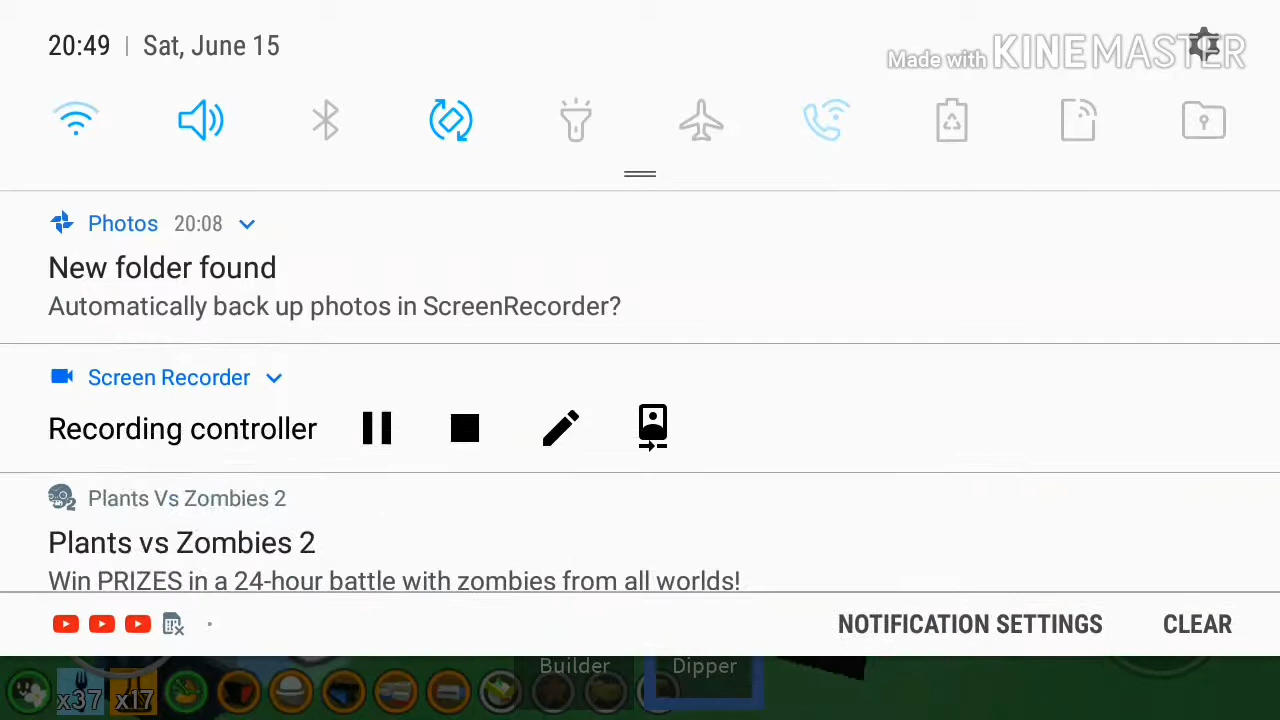 20:49 | Sat, June 15
Made with KINEMASTER
Photos 20:08
New folder found
Automatically back up photos in ScreenRecorder?
Screen Recorder
Recording controller
Plants Vs Zombies 2
Plants vs Zombies 2
Win PRIZES in a 24-hour battle with zombies from all worlds!
NOTIFICATION SETTINGS CLEAR
Builder Dipper
x37 x17